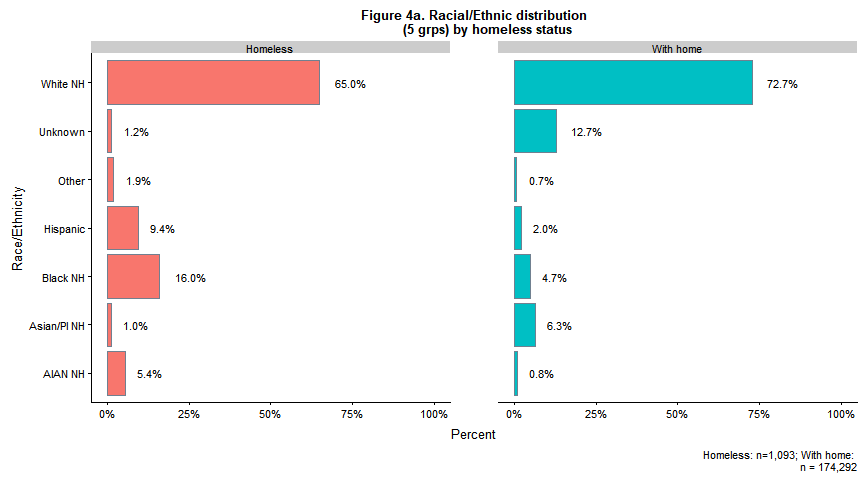 Figure 4a. Racial/Ethnic distribution
(5 grps) by homeless status
Homeless
With home
White NH
65.0%
72.7%
Unknown
1.2%
12.7%
Other
1.9%
0.7%
Hispanic
9.4%
2.0%
Black NH
16.0%
4.7%
Asian/PI NH
1.0%
6.3%
AIAN NH
5.4%
0.8%
Race/Ethnicity
0% 25% 50% 75% 100%
0% 25% 50% 75% 100%
Percent
Homeless: n=1,093; With home:
n = 174,292